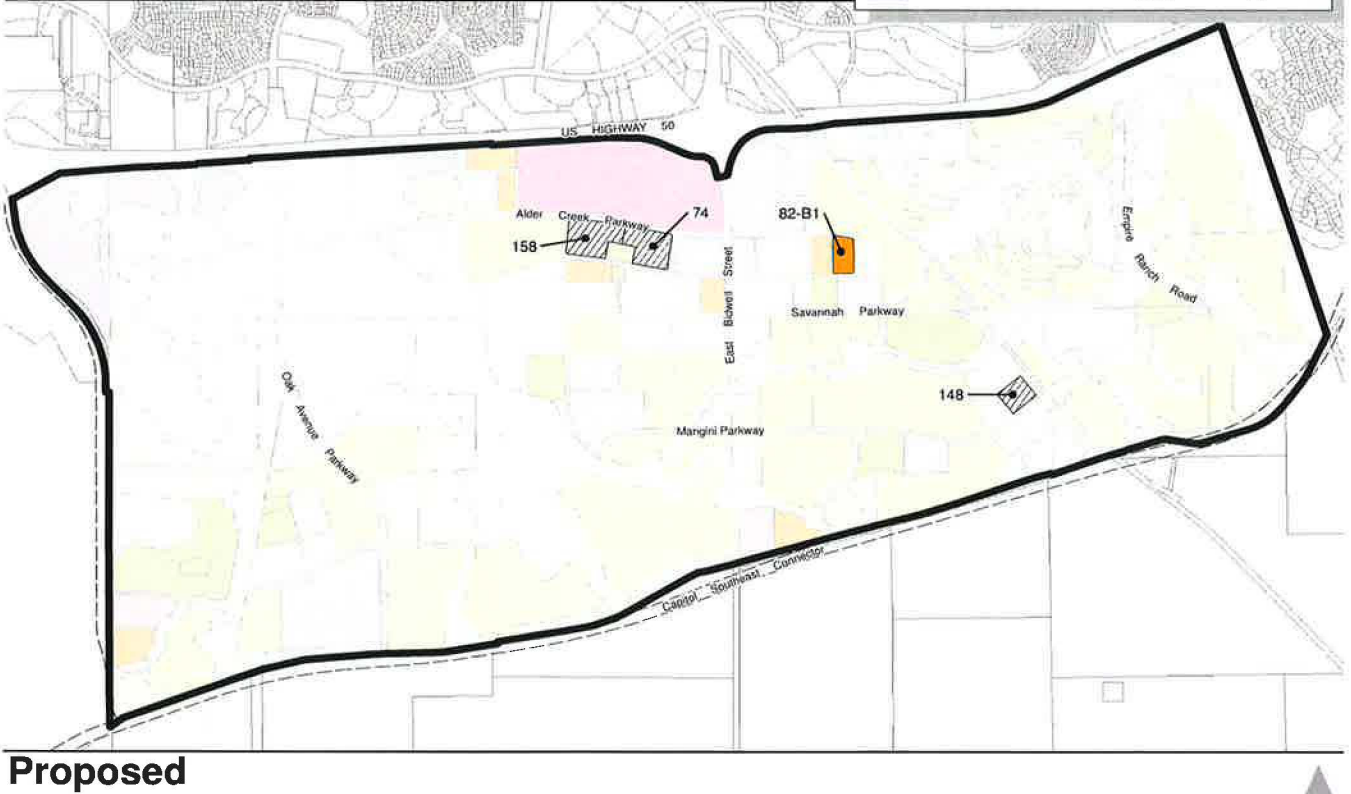 US HIGHWAY 50
Alder Creek Parkway
74
158
82-B1
East Bidwell Street
Savannah Parkway
Empire Ranch Road
148
Oak Avenue Parkway
Mangini Parkway
Capitol Southeast Connector
Proposed